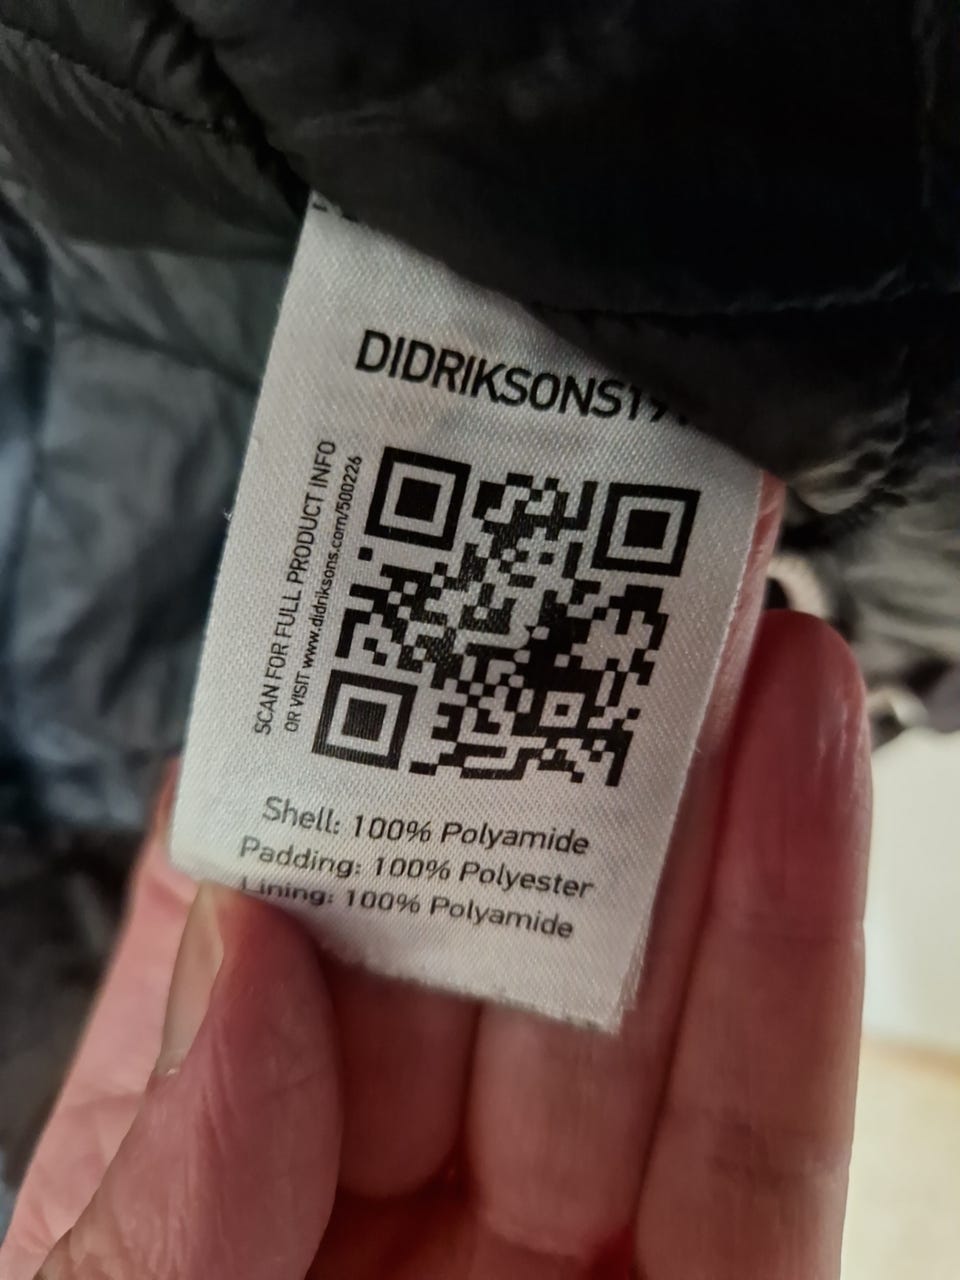 DIDRIKSONS19
SCAN FOR FULL PRODUCT INFO
OR VISIT www.didriksons.com/500226
Shell: 100% Polyamide
Padding: 100% Polyester
Lining: 100% Polyamide